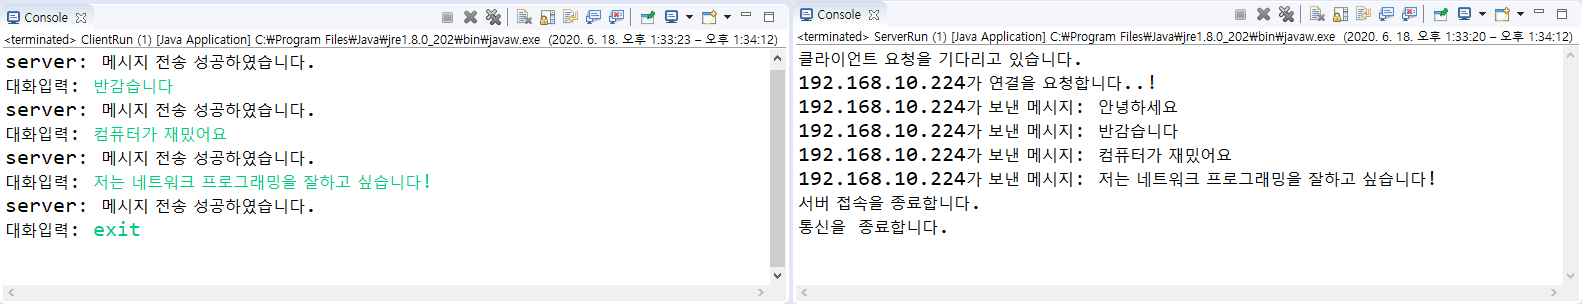 Console
<terminated> ClientRun (1) [Java Application] C:₩Program Files₩Java₩jre1.8.0_202₩bin₩javaw.exe (2020. 6. 18. 오후 1:33:23 – 오후 1:34:12)
server: 메시지 전송 성공하였습니다.
대화입력: 반갑습니다
server: 메시지 전송 성공하였습니다.
대화입력: 컴퓨터가 재밌어요
server: 메시지 전송 성공하였습니다.
대화입력: 저는 네트워크 프로그래밍을 잘하고 싶습니다!
server: 메시지 전송 성공하였습니다.
대화입력: exit
Console
<terminated> ServerRun (1) [Java Application] C:₩Program Files₩Java₩jre1.8.0_202₩bin₩javaw.exe (2020. 6. 18. 오후 1:33:20 – 오후 1:34:12)
클라이언트 요청을 기다리고 있습니다.
192.168.10.224가 연결을 요청합니다..!
192.168.10.224가 보낸 메시지: 안녕하세요
192.168.10.224가 보낸 메시지: 반갑습니다
192.168.10.224가 보낸 메시지: 컴퓨터가 재밌어요
192.168.10.224가 보낸 메시지: 저는 네트워크 프로그래밍을 잘하고 싶습니다!
서버 접속을 종료합니다.
통신을 종료합니다.